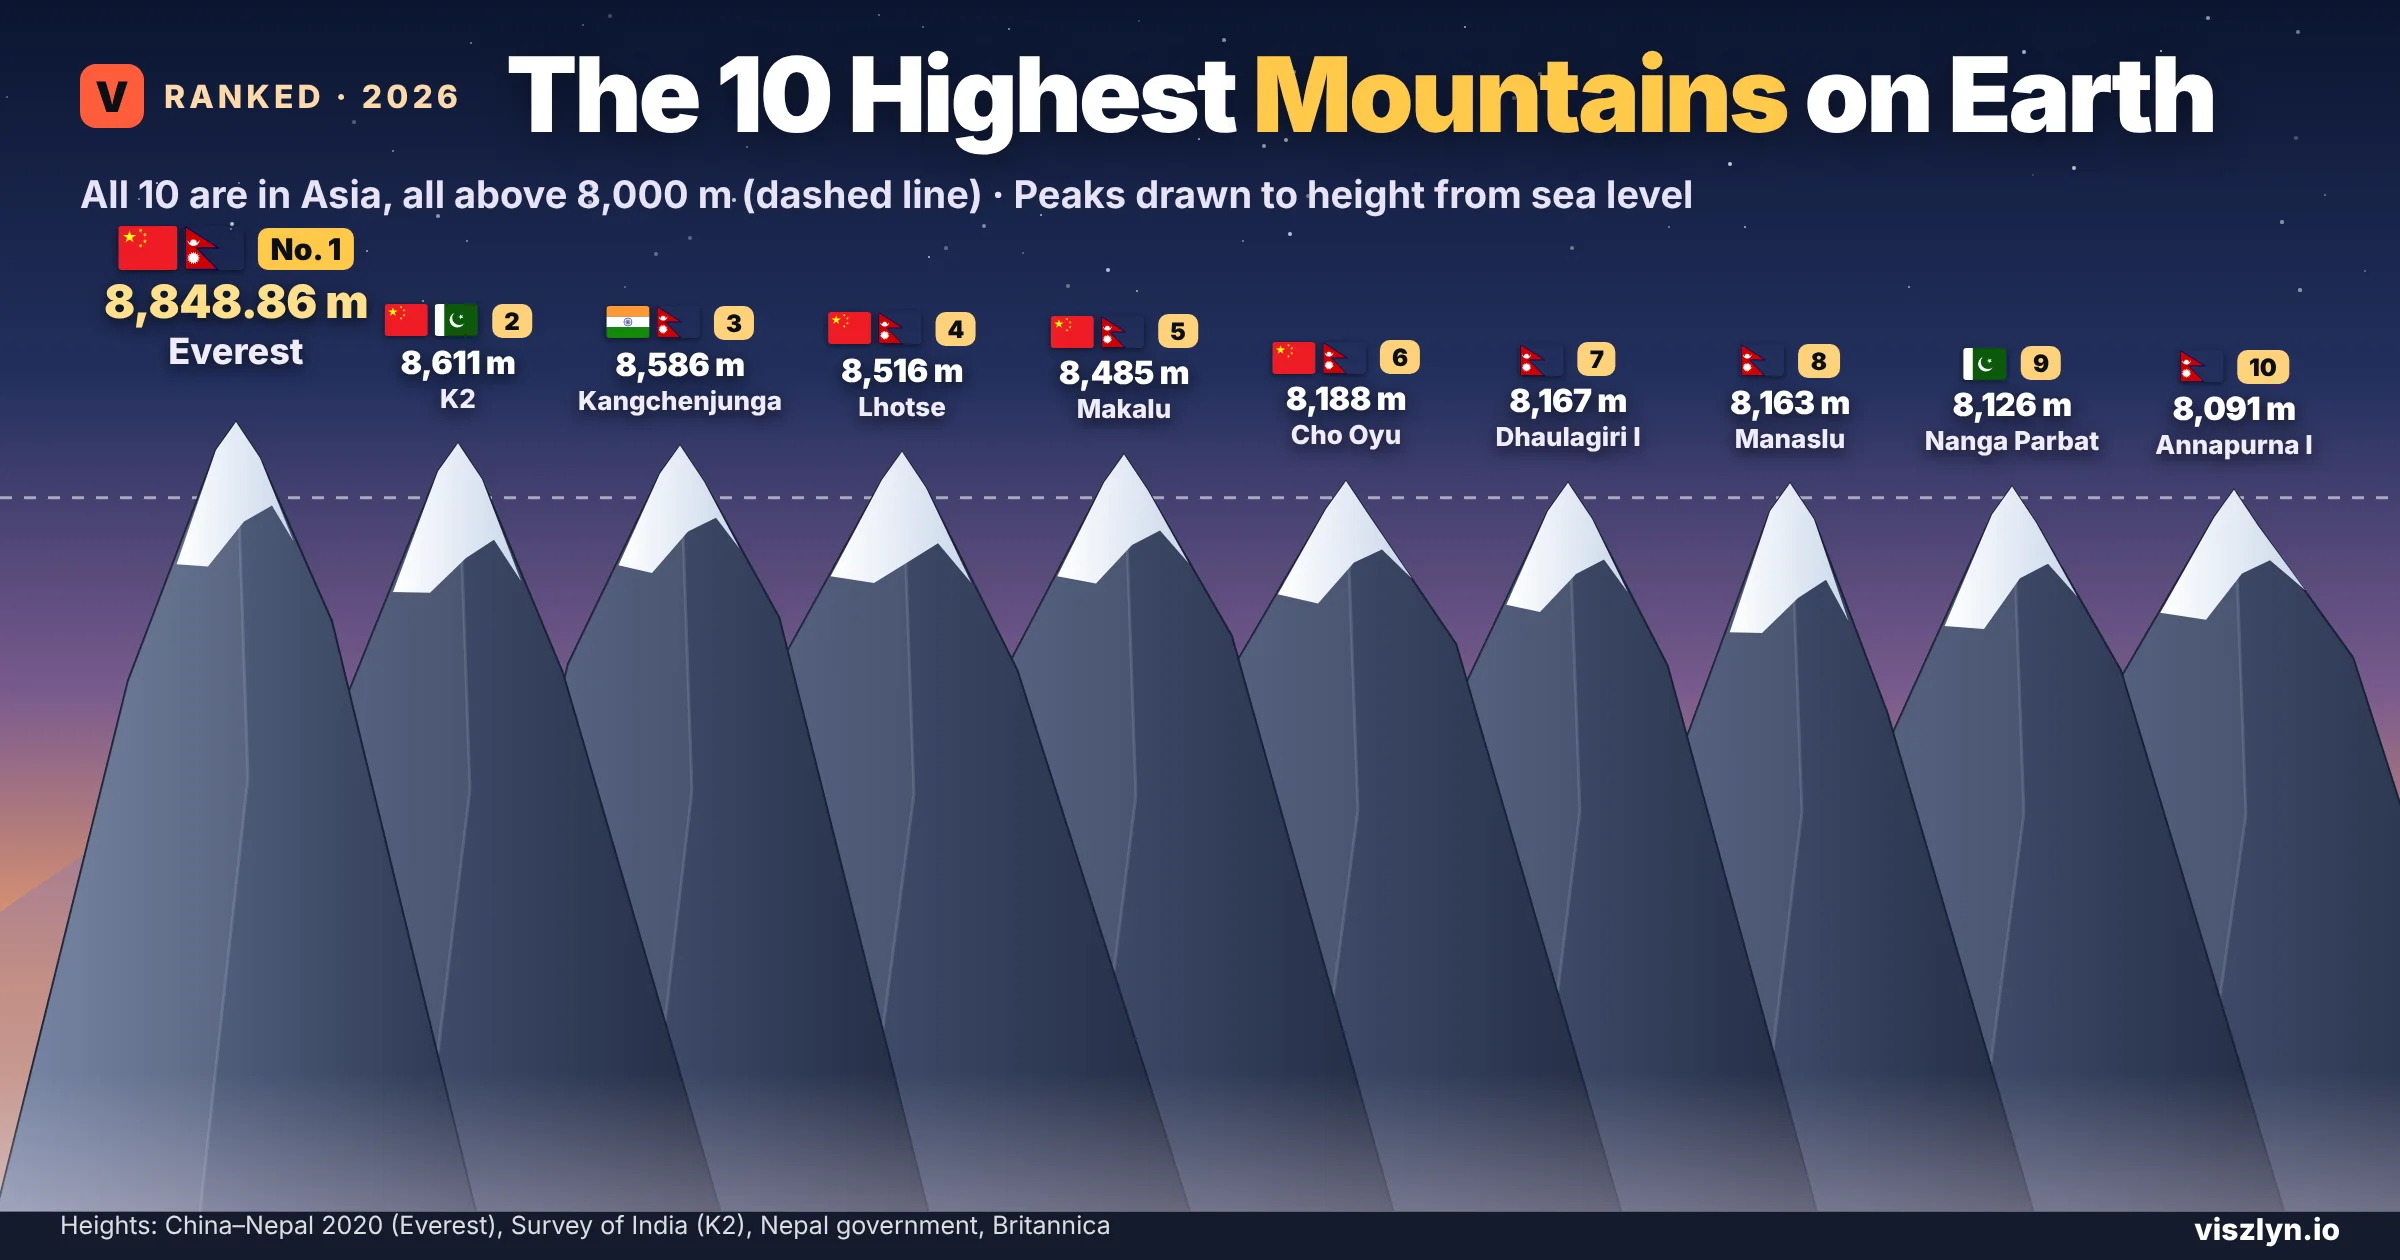 V RANKED · 2026
The 10 Highest Mountains on Earth
All 10 are in Asia, all above 8,000 m (dashed line) · Peaks drawn to height from sea level
No. 1
8,848.86 m
Everest
2
8,611 m
K2
3
8,586 m
Kangchenjunga
4
8,516 m
Lhotse
5
8,485 m
Makalu
6
8,188 m
Cho Oyu
7
8,167 m
Dhaulagiri I
8
8,163 m
Manaslu
9
8,126 m
Nanga Parbat
10
8,091 m
Annapurna I
Heights: China–Nepal 2020 (Everest), Survey of India (K2), Nepal government, Britannica
viszlyn.io